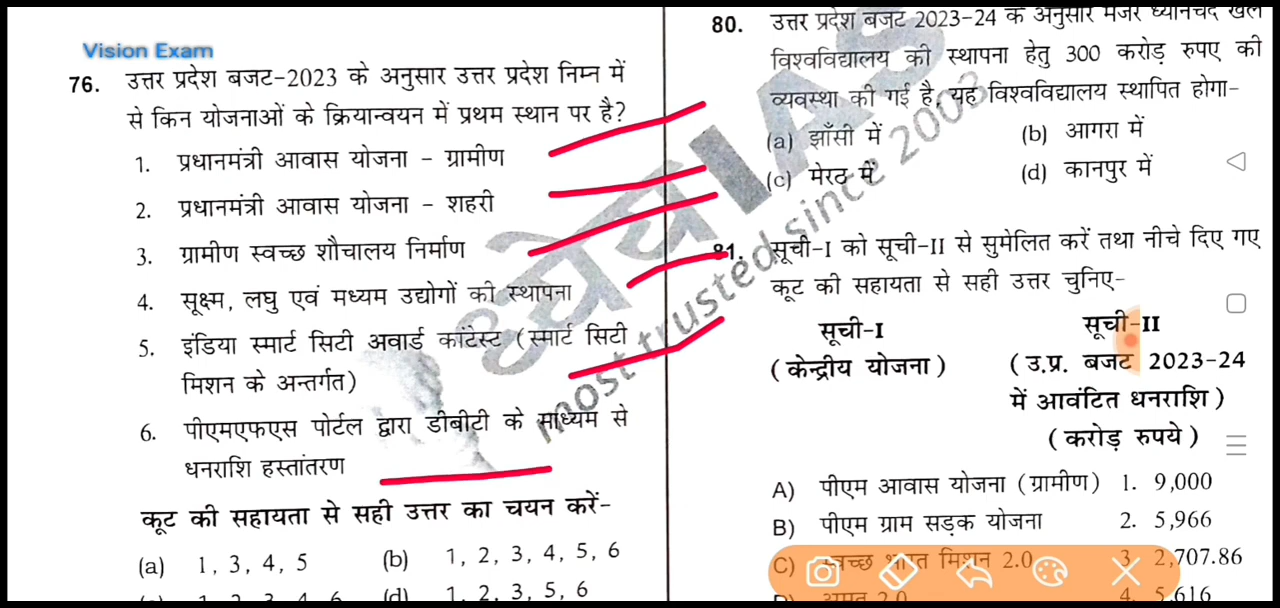 Vision Exam
76. उत्तर प्रदेश बजट-2023 के अनुसार उत्तर प्रदेश निम्न में
से किन योजनाओं के क्रियान्वयन में प्रथम स्थान पर है?
1. प्रधानमंत्री आवास योजना - ग्रामीण
2. प्रधानमंत्री आवास योजना - शहरी
3. ग्रामीण स्वच्छ शौचालय निर्माण
4. सूक्ष्म, लघु एवं मध्यम उद्योगों की स्थापना
5. इंडिया स्मार्ट सिटी अवार्ड कांटेस्ट (स्मार्ट सिटी
मिशन के अन्तर्गत)
6. पीएमएफएस पोर्टल द्वारा डीबीटी के माध्यम से
धनराशि हस्तांतरण
कूट की सहायता से सही उत्तर का चयन करें-
(a) 1, 3, 4, 5 (b) 1, 2, 3, 4, 5, 6
(d) 1, 2, 3, 5, 6
80. उत्तर प्रदेश बजट 2023-24 के अनुसार मेजर ध्यानचंद खेल
विश्वविद्यालय की स्थापना हेतु 300 करोड़ रुपए की
व्यवस्था की गई है, यह विश्वविद्यालय स्थापित होगा-
(a) झाँसी में (b) आगरा में
(c) मेरठ में (d) कानपुर में
81. सूची-I को सूची-II से सुमेलित करें तथा नीचे दिए गए
कूट की सहायता से सही उत्तर चुनिए-
सूची-I सूची-II
(केन्द्रीय योजना) (उ.प्र. बजट 2023-24
में आवंटित धनराशि)
(करोड़ रुपये)
A) पीएम आवास योजना (ग्रामीण) 1. 9,000
B) पीएम ग्राम सड़क योजना 2. 5,966
C) स्वच्छ भारत मिशन 2.0 3. 2,707.86
D) अमृत 2.0 4. 5,616
ध्येय IAS
most trusted since 2003